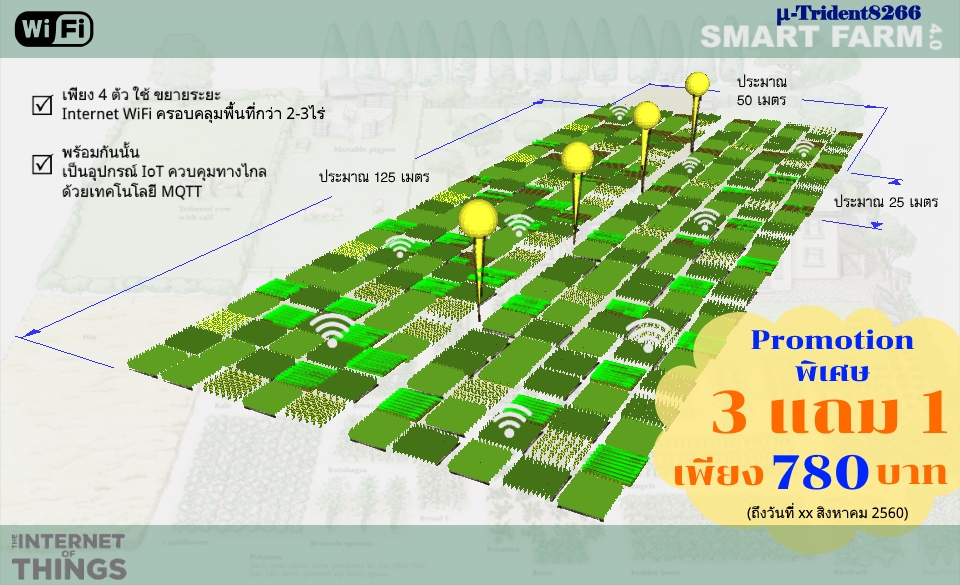 Wi Fi
μ-Trident8266
SMART FARM 4.0
เพียง 4 ตัว ใช้ ขยายระยะ
Internet WiFi ครอบคลุมพื้นที่กว่า 2-3ไร่
พร้อมกันนั้น
เป็นอุปกรณ์ IoT ควบคุมทางไกล
ด้วยเทคโนโลยี MQTT
ประมาณ
50 เมตร
ประมาณ 125 เมตร
ประมาณ 25 เมตร
Promotion
พิเศษ
3 แถม 1
เพียง 780 บาท
(ถึงวันที่ xx สิงหาคม 2560)
THE INTERNET
OF
THINGS